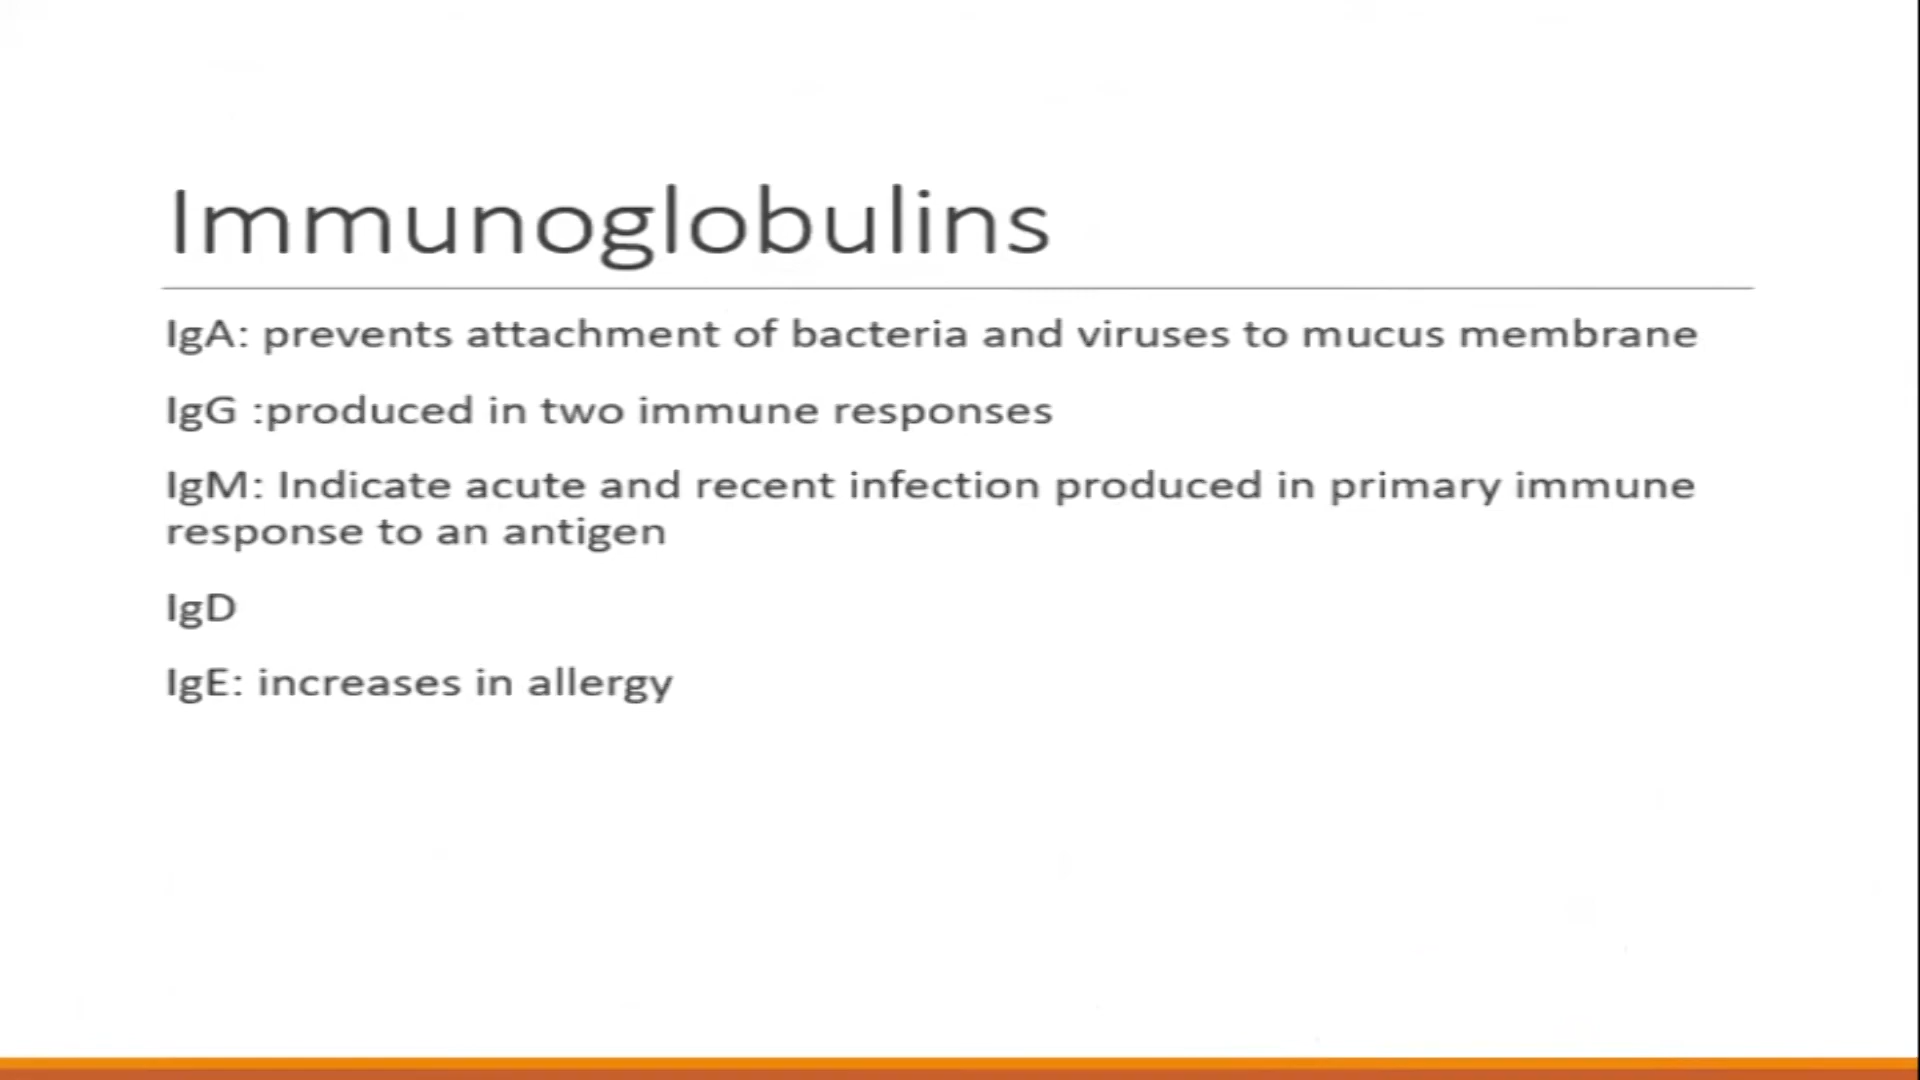 Immunoglobulins
IgA: prevents attachment of bacteria and viruses to mucus membrane
IgG :produced in two immune responses
IgM: Indicate acute and recent infection produced in primary immune
response to an antigen
IgD
IgE: increases in allergy